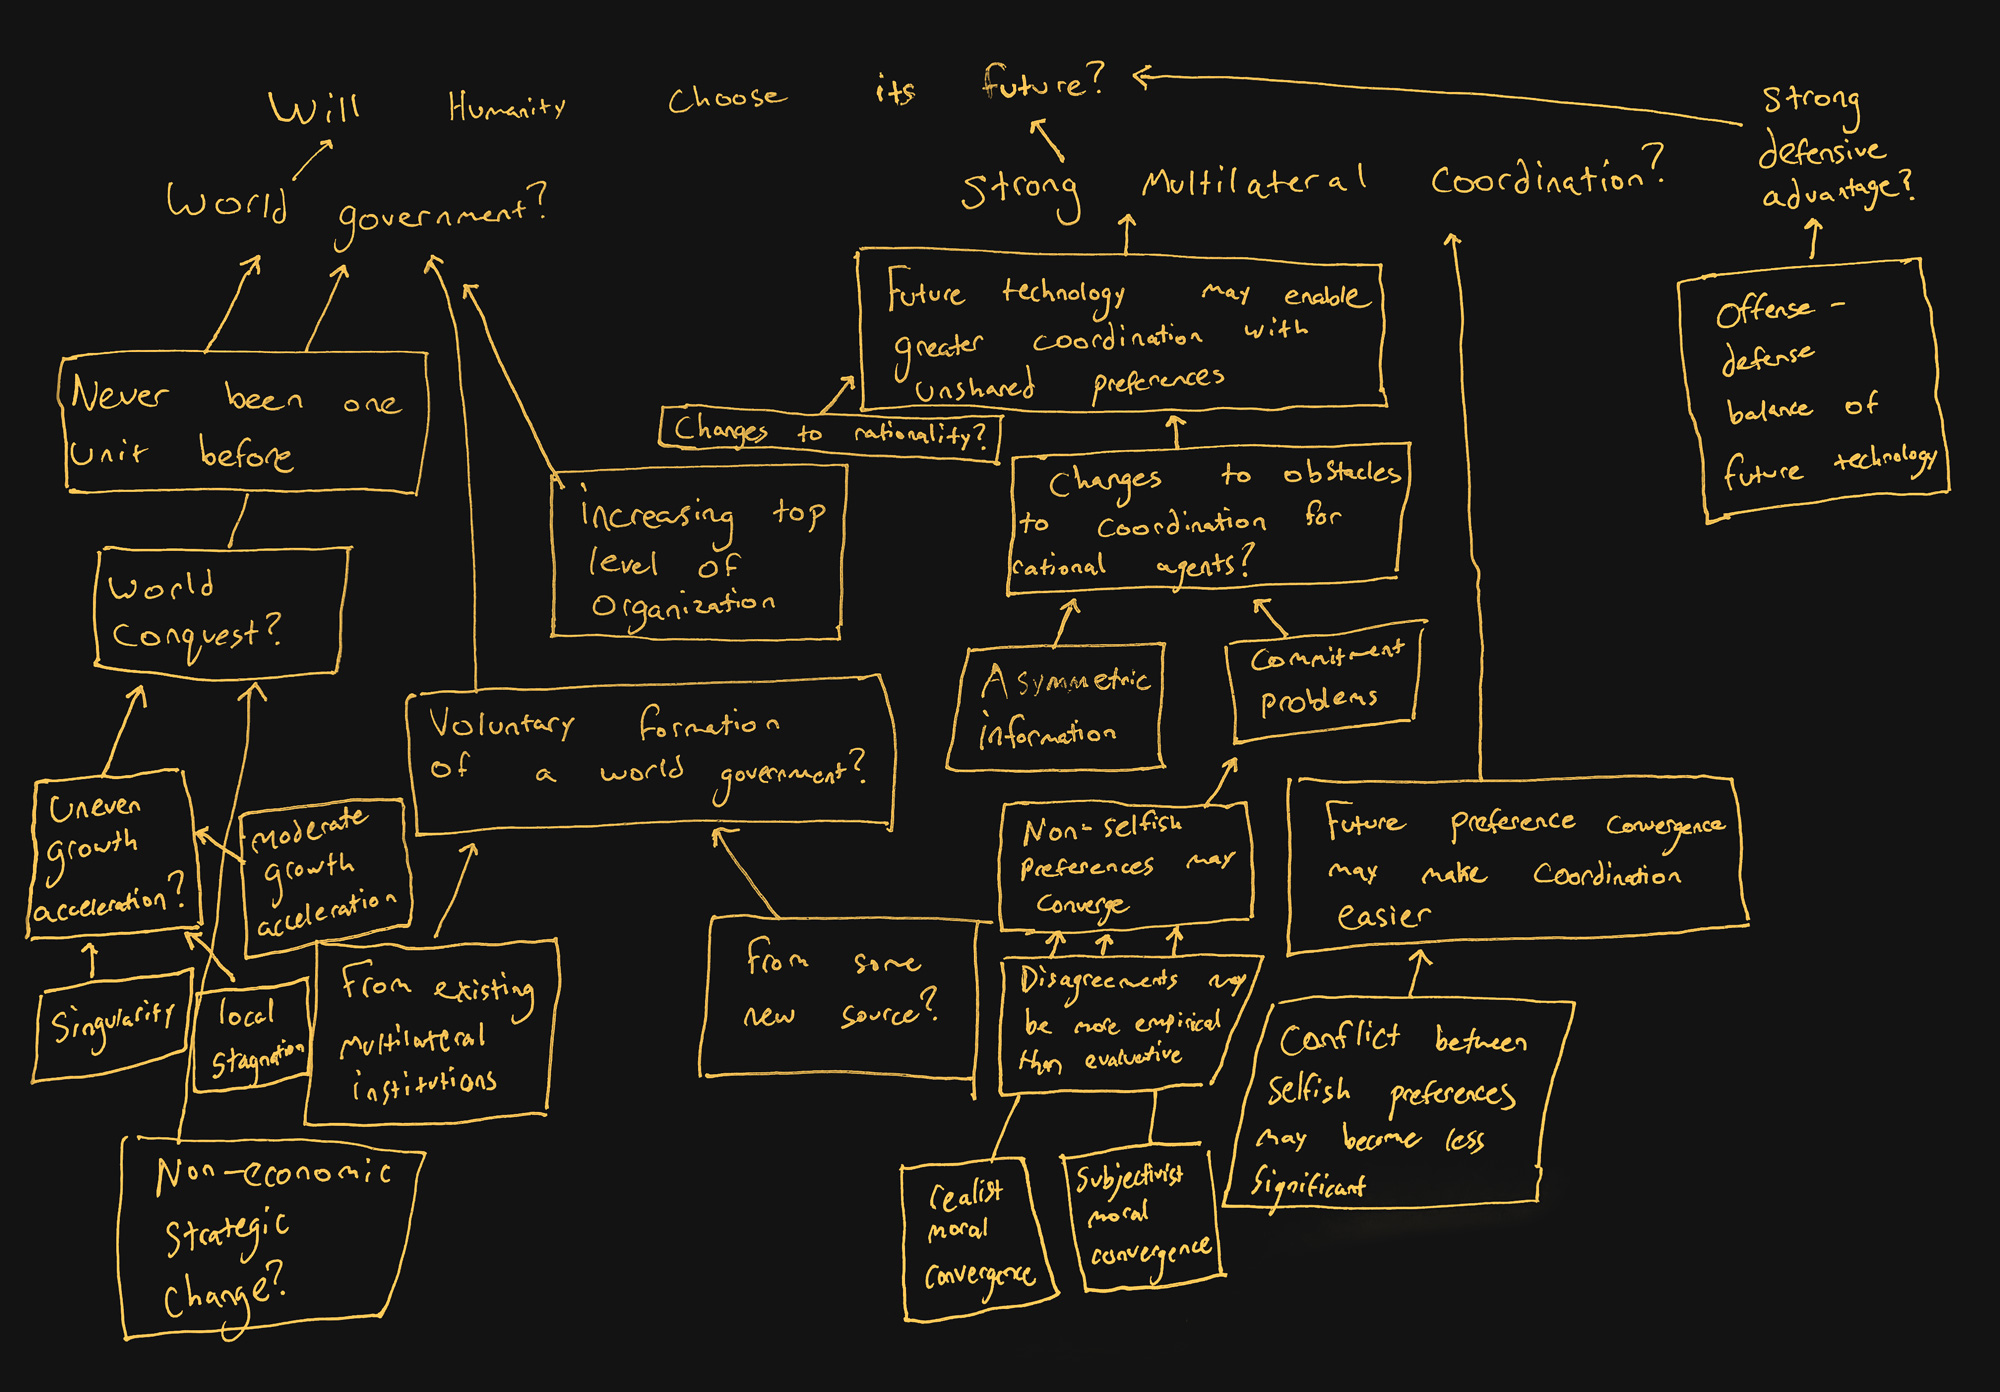 Will Humanity Choose its future?
World government?
Strong Multilateral Coordination?
Strong
defensive
advantage?
Never been one
unit before
World
Conquest?
Increasing top
level of
Organization
Future technology may enable
greater coordination with
unshared preferences
Changes to rationality?
Changes to obstacles
to coordination for
rational agents?
Offense-
defense
balance of
future technology
Asymmetric
information
Commitment
problems
Voluntary formation
of a world government?
Uneven
growth
acceleration?
Moderate
growth
acceleration
Singularity
local
stagnation
From existing
multilateral
institutions
From some
new source?
Non-selfish
preferences may
converge
Future preference convergence
may make coordination
easier
Disagreements may
be more empirical
than evaluative
Conflict between
selfish preferences
may become less
significant
Non-economic
strategic
change?
realist
moral
convergence
Subjectivist
moral
convergence